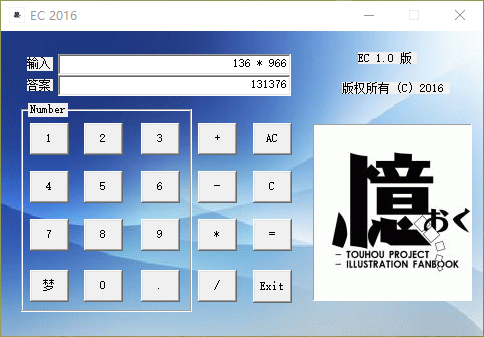 EC 2016
输入 136 * 966
答案 131376
EC 1.0 版
版权所有 (C) 2016
Number
1 2 3 + AC
4 5 6 - C
7 8 9 * =
梦 0 . / Exit
憶
おく
- TOUHOU PROJECT
- ILLUSTRATION FANBOOK